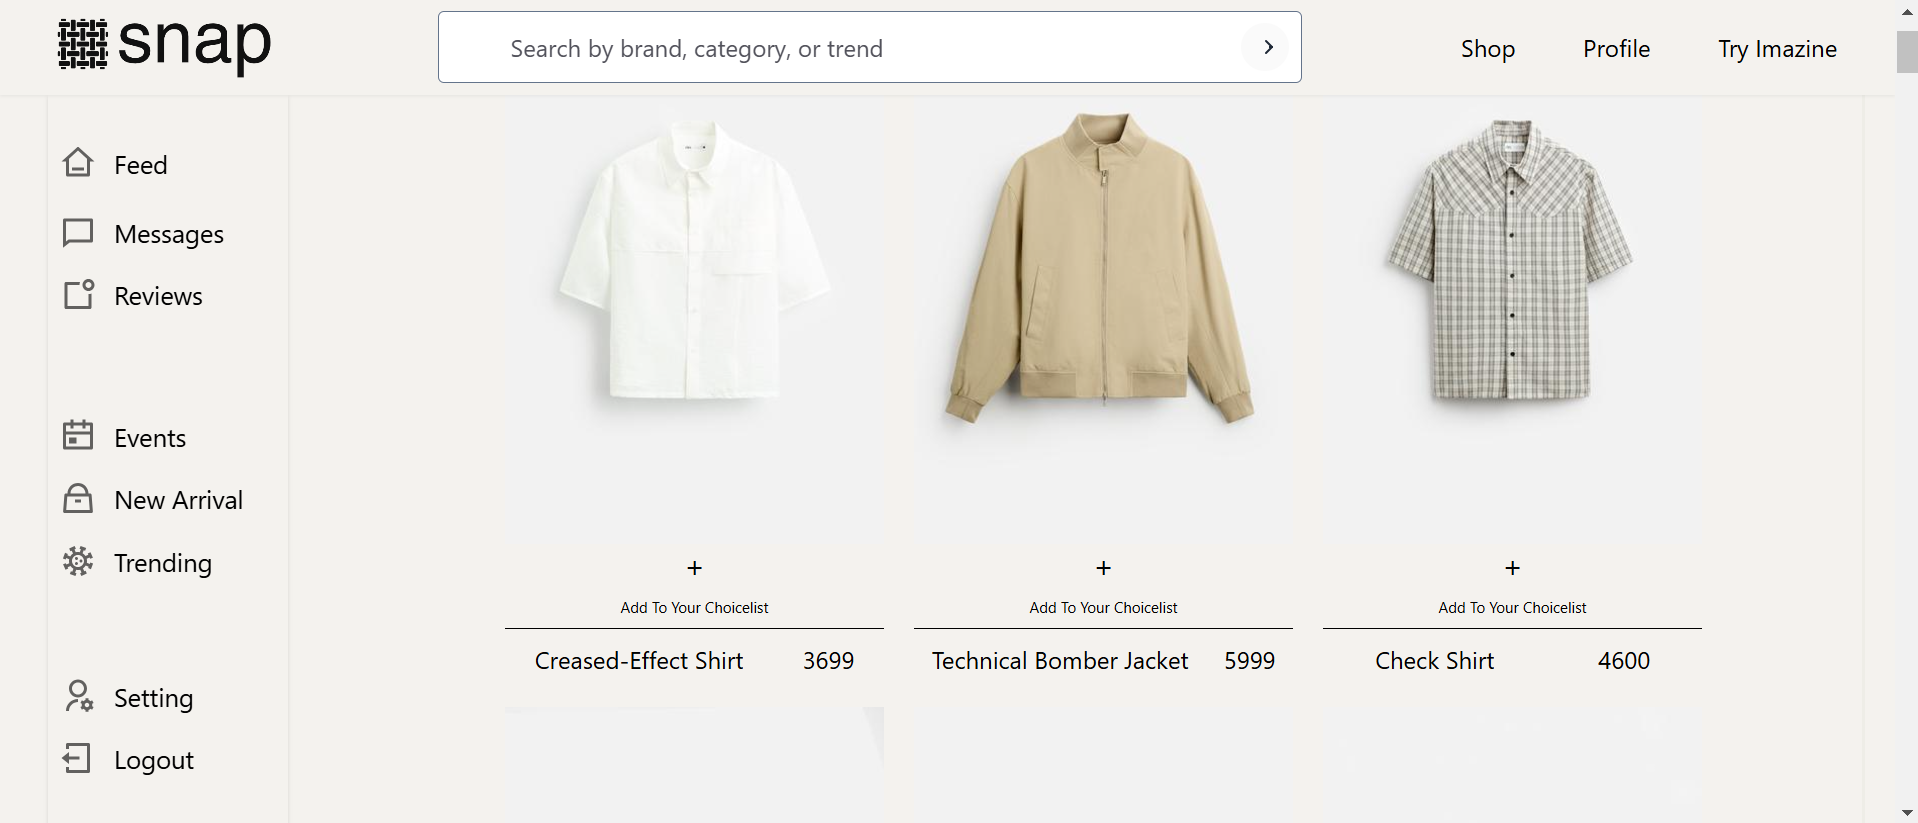 snap
Search by brand, category, or trend
Shop
Profile
Try Imazine
Feed
Messages
Reviews
Events
New Arrival
Trending
Setting
Logout
+
+
+
Add To Your Choicelist
Add To Your Choicelist
Add To Your Choicelist
Creased-Effect Shirt 3699
Technical Bomber Jacket 5999
Check Shirt 4600